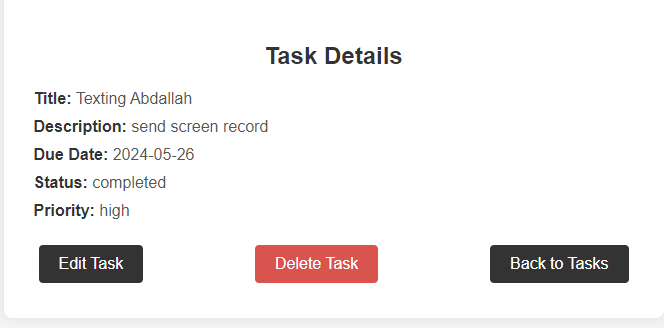 Task Details
Title: Texting Abdallah
Description: send screen record
Due Date: 2024-05-26
Status: completed
Priority: high
Edit Task
Delete Task
Back to Tasks